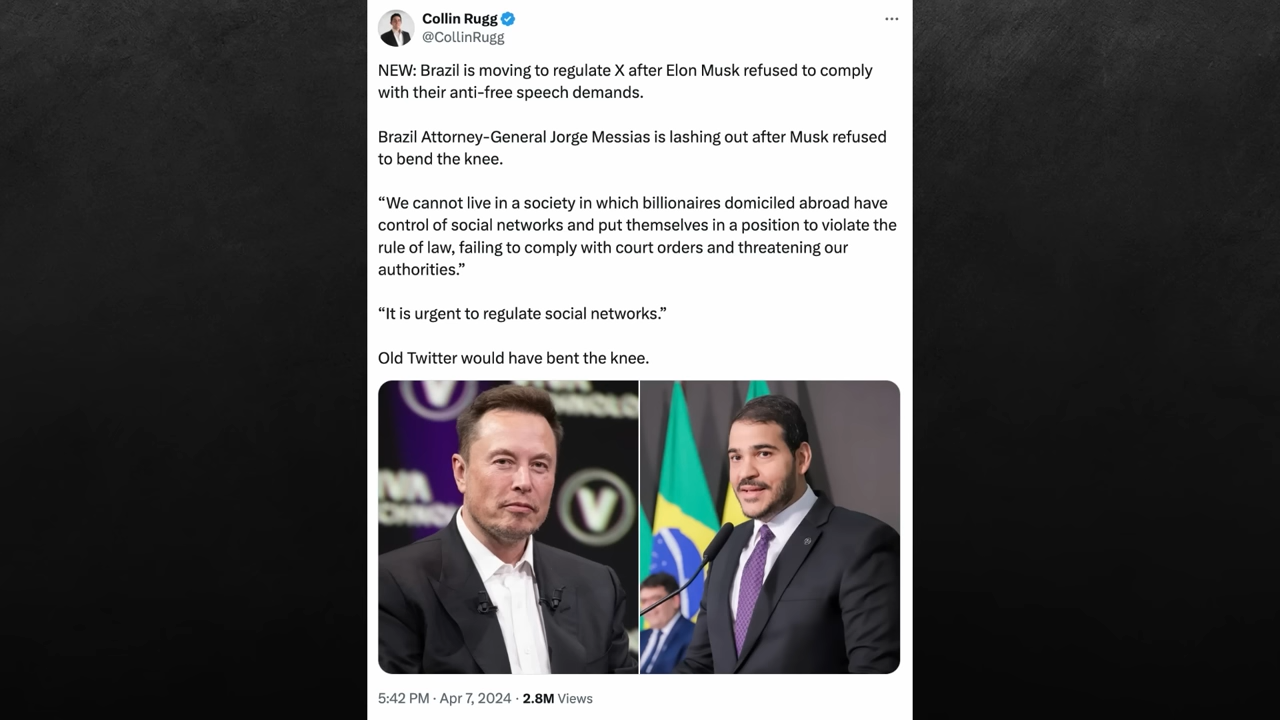 Collin Rugg
@CollinRugg
NEW: Brazil is moving to regulate X after Elon Musk refused to comply
with their anti-free speech demands.
Brazil Attorney-General Jorge Messias is lashing out after Musk refused
to bend the knee.
“We cannot live in a society in which billionaires domiciled abroad have
control of social networks and put themselves in a position to violate the
rule of law, failing to comply with court orders and threatening our
authorities.”
“It is urgent to regulate social networks.”
Old Twitter would have bent the knee.
V
5:42 PM · Apr 7, 2024 · 2.8M Views